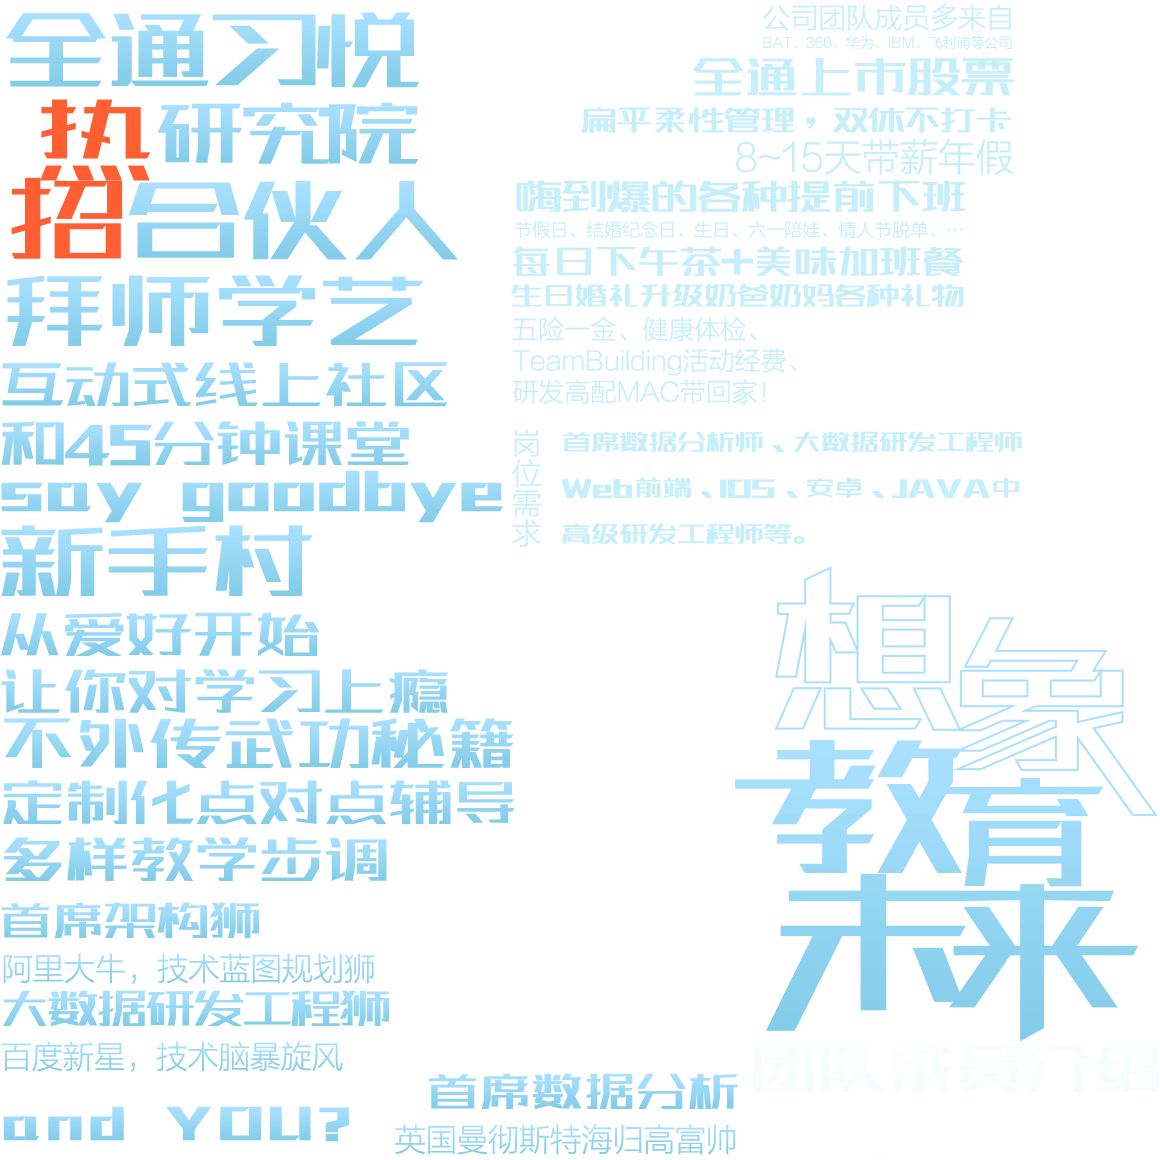 全通习悦
热研究院
招合伙人
拜师学艺
互动式线上社区
和45分钟课堂
say goodbye
新手村
从爱好开始
让你对学习上瘾
不外传武功秘籍
定制化点对点辅导
多样教学步调
首席架构狮
阿里大牛，技术蓝图规划狮
大数据研发工程狮
百度新星，技术脑暴旋风
首席数据分析
英国曼彻斯特海归高富帅
and YOU?
公司团队成员多来自
BAT、360、华为、IBM、飞利浦等公司
全通上市股票
扁平柔性管理，双休不打卡
8~15天带薪年假
嗨到爆的各种提前下班
节假日、结婚纪念日、生日、六一陪娃、情人节脱单、…
每日下午茶+美味加班餐
生日婚礼升级奶爸奶妈各种礼物
五险一金、健康体检、
TeamBuilding活动经费、
研发高配MAC带回家！
岗位需求
首席数据分析师、大数据研发工程师
Web前端、IOS、安卓、JAVA中
高级研发工程师等。
想象
教育
未来
团队成员介绍